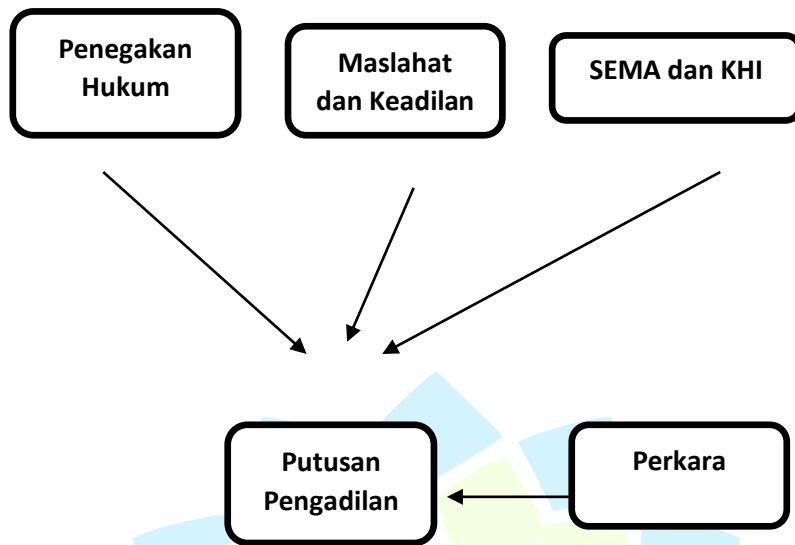 Penegakan
Hukum
Maslahat
dan Keadilan
SEMA dan KHI
Putusan
Pengadilan
Perkara